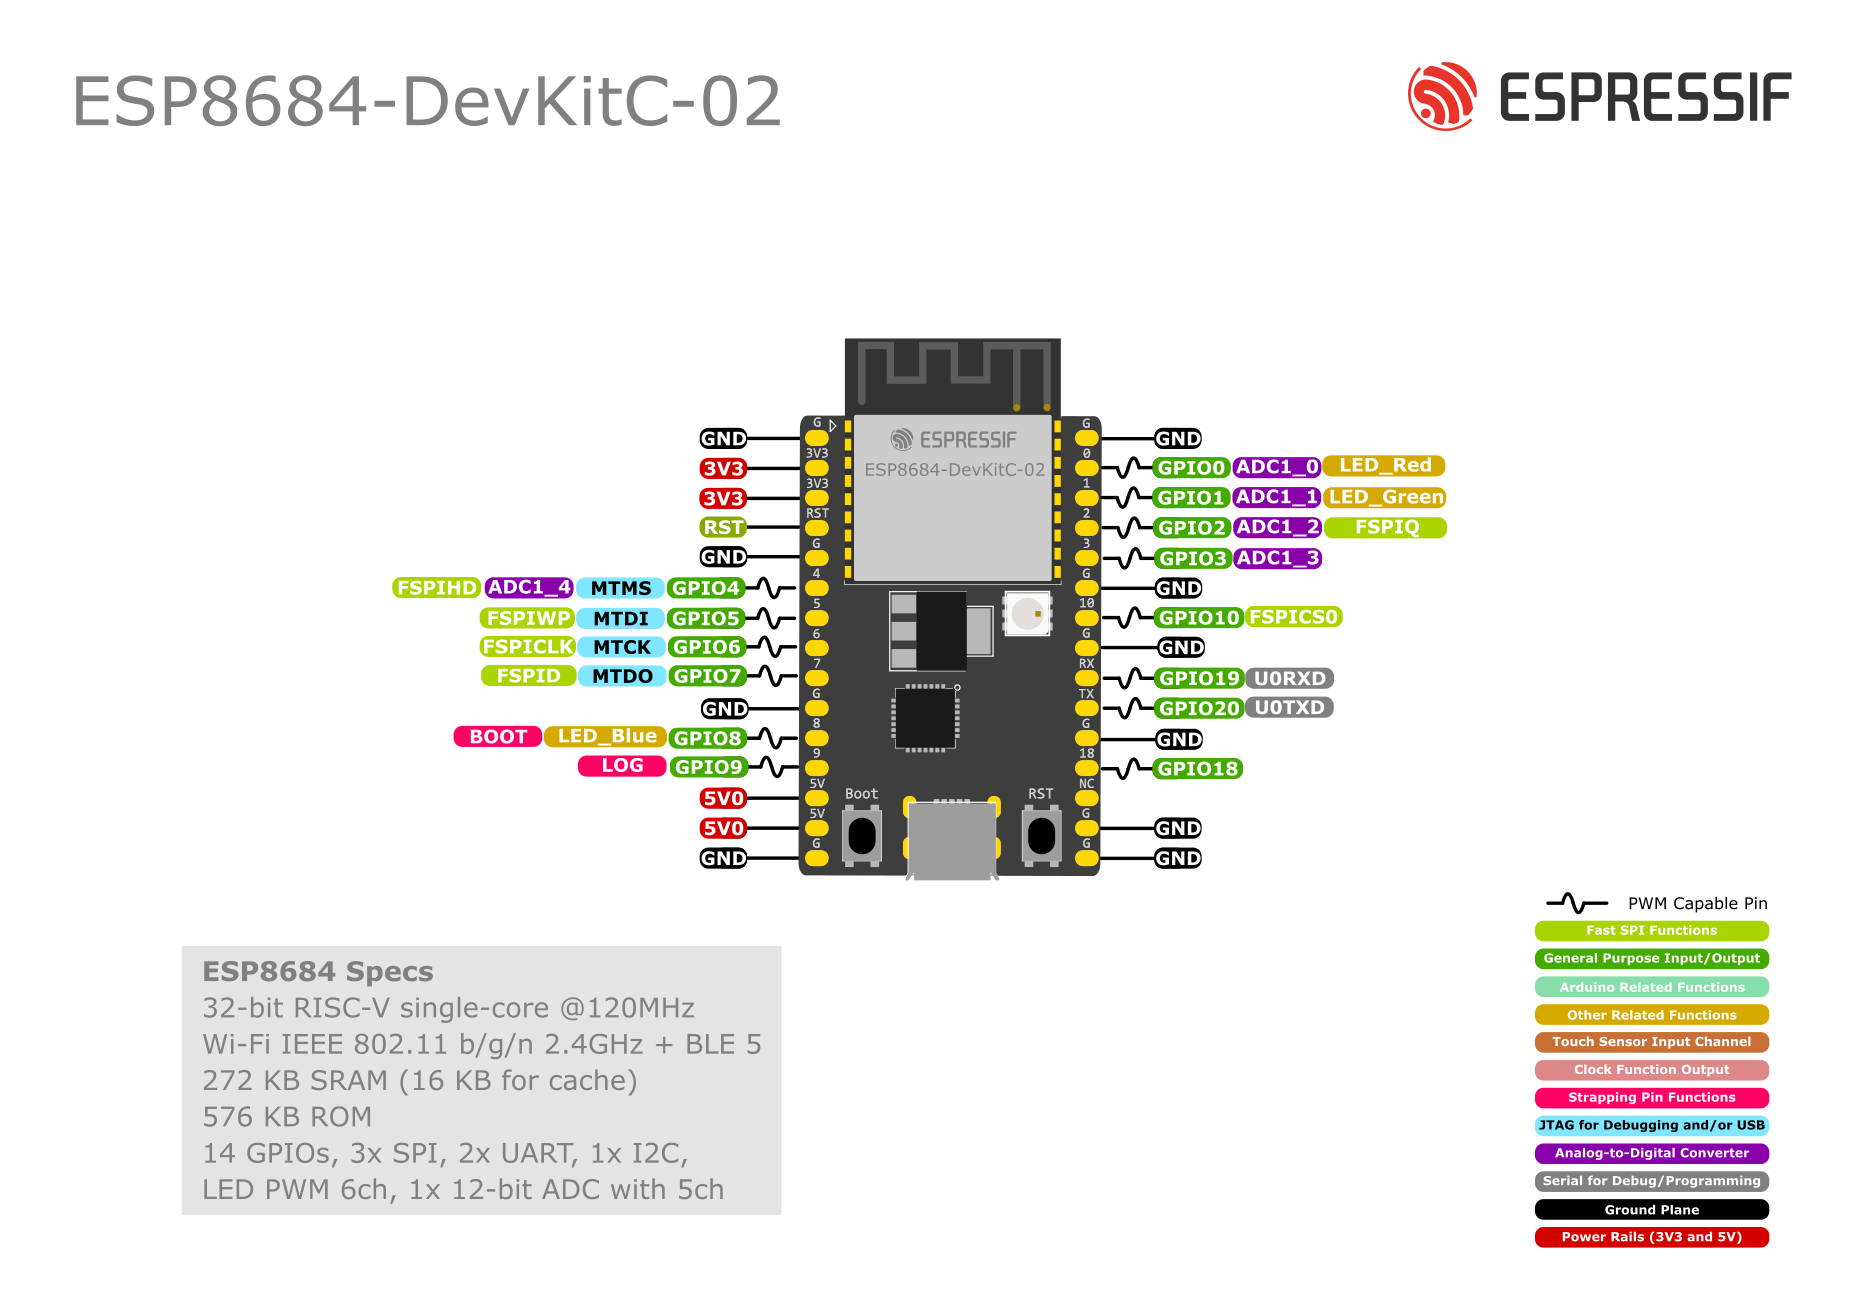 ESP8684-DevKitC-02
ESPRESSIF
ESPRESSIF
ESP8684-DevKitC-02
GND G G GND
3V3 3V3 0 GPIO0 ADC1_0 LED_Red
3V3 3V3 1 GPIO1 ADC1_1 LED_Green
RST RST 2 GPIO2 ADC1_2 FSPIQ
GND G 3 GPIO3 ADC1_3
FSPIHD ADC1_4 MTMS GPIO4 4 G GND
FSPIWP MTDI GPIO5 5 10 GPIO10 FSPICS0
FSPICLK MTCK GPIO6 6 G GND
FSPID MTDO GPIO7 7 RX GPIO19 U0RXD
GND G TX GPIO20 U0TXD
BOOT LED_Blue GPIO8 8 G GND
LOG GPIO9 9 18 GPIO18
5V0 5V NC
5V0 5V G GND
GND G G GND
Boot RST
ESP8684 Specs
32-bit RISC-V single-core @120MHz
Wi-Fi IEEE 802.11 b/g/n 2.4GHz + BLE 5
272 KB SRAM (16 KB for cache)
576 KB ROM
14 GPIOs, 3x SPI, 2x UART, 1x I2C,
LED PWM 6ch, 1x 12-bit ADC with 5ch
PWM Capable Pin
Fast SPI Functions
General Purpose Input/Output
Arduino Related Functions
Other Related Functions
Touch Sensor Input Channel
Clock Function Output
Strapping Pin Functions
JTAG for Debugging and/or USB
Analog-to-Digital Converter
Serial for Debug/Programming
Ground Plane
Power Rails (3V3 and 5V)